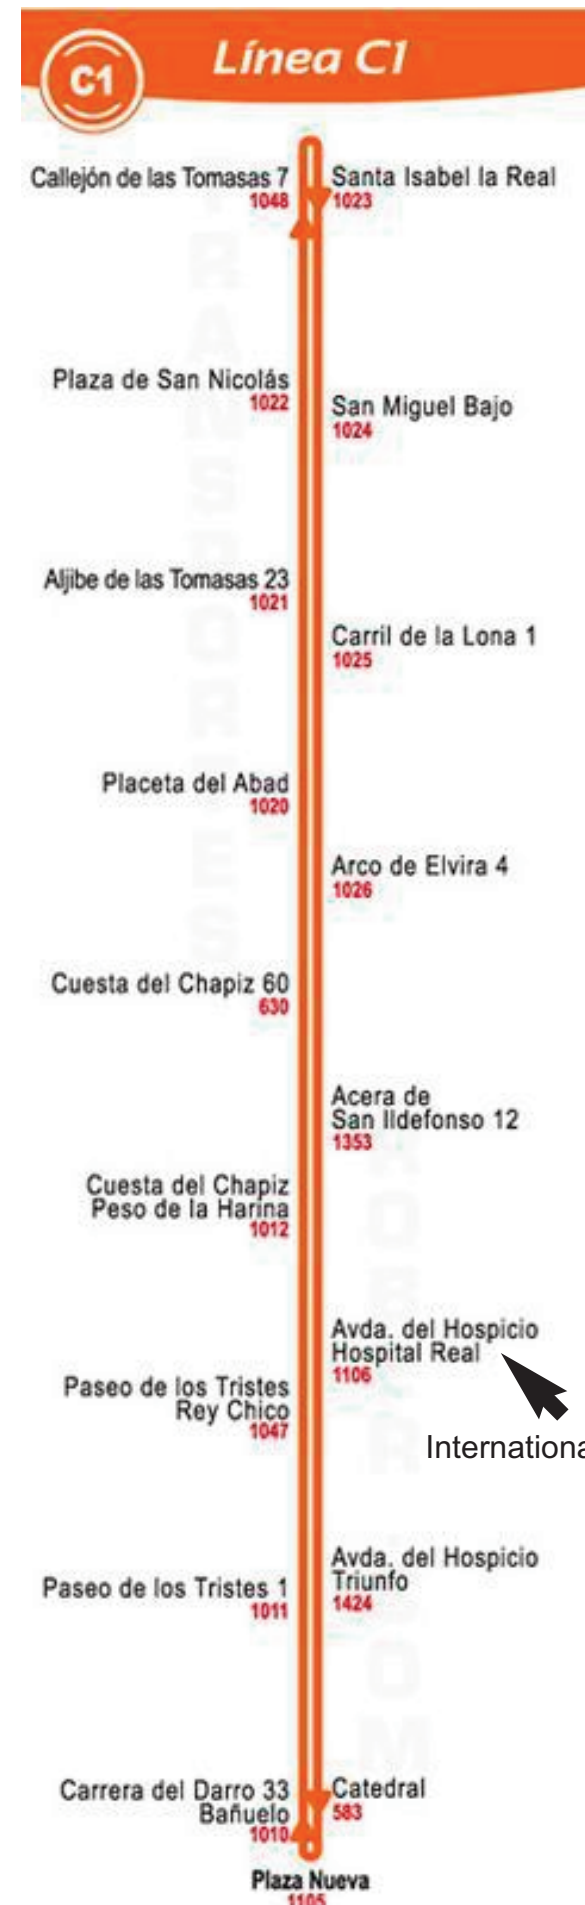 C1
Línea C1
Callejón de las Tomasas 7
1048
Santa Isabel la Real
1023
Plaza de San Nicolás
1022
San Miguel Bajo
1024
Aljibe de las Tomasas 23
1021
Carril de la Lona 1
1025
Placeta del Abad
1020
Arco de Elvira 4
1026
Cuesta del Chapiz 60
630
Acera de
San Ildefonso 12
1353
Cuesta del Chapiz
Peso de la Harina
1012
Avda. del Hospicio
Hospital Real
1106
Paseo de los Tristes
Rey Chico
1047
Avda. del Hospicio
Triunfo
1424
Paseo de los Tristes 1
1011
Carrera del Darro 33
Bañuelo
1010
Catedral
583
Plaza Nueva
1105